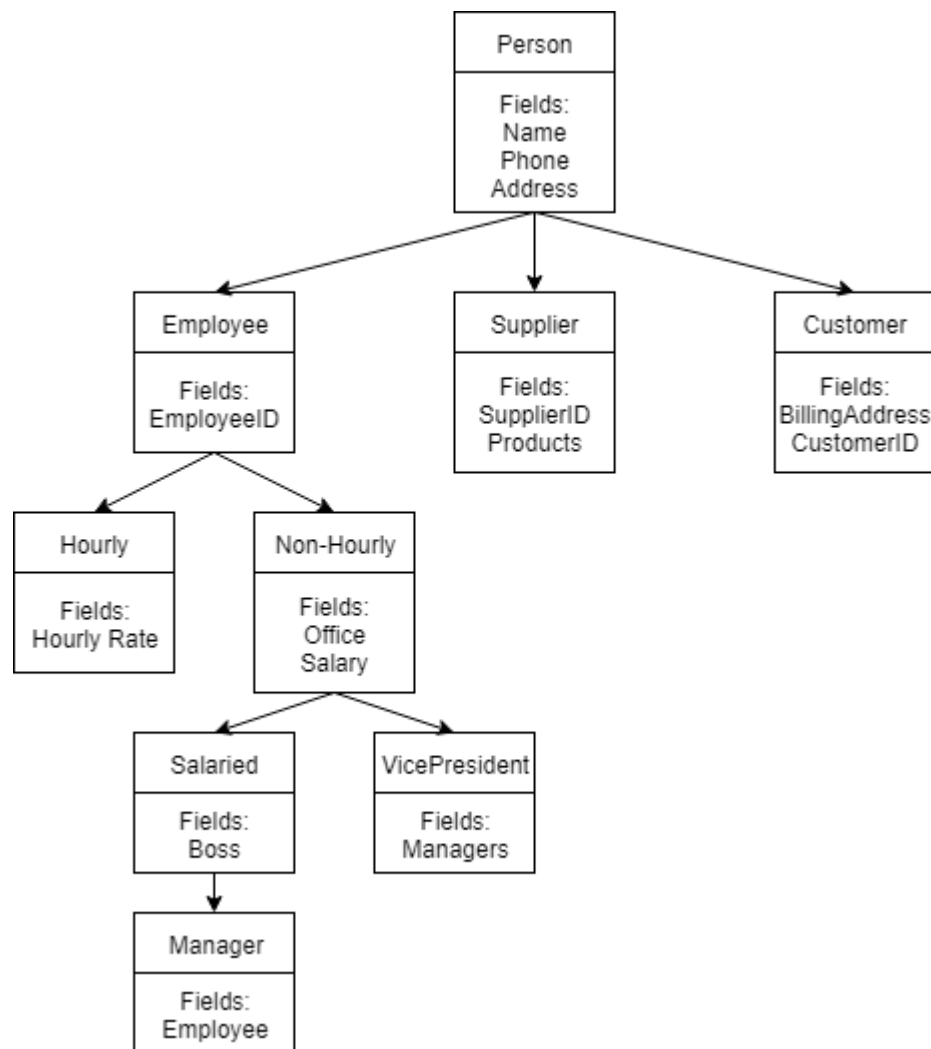 Person
Fields:
Name
Phone
Address
Employee
Fields:
EmployeeID
Supplier
Fields:
SupplierID
Products
Customer
Fields:
BillingAddress
CustomerID
Hourly
Fields:
Hourly Rate
Non-Hourly
Fields:
Office
Salary
Salaried
Fields:
Boss
VicePresident
Fields:
Managers
Manager
Fields:
Employee